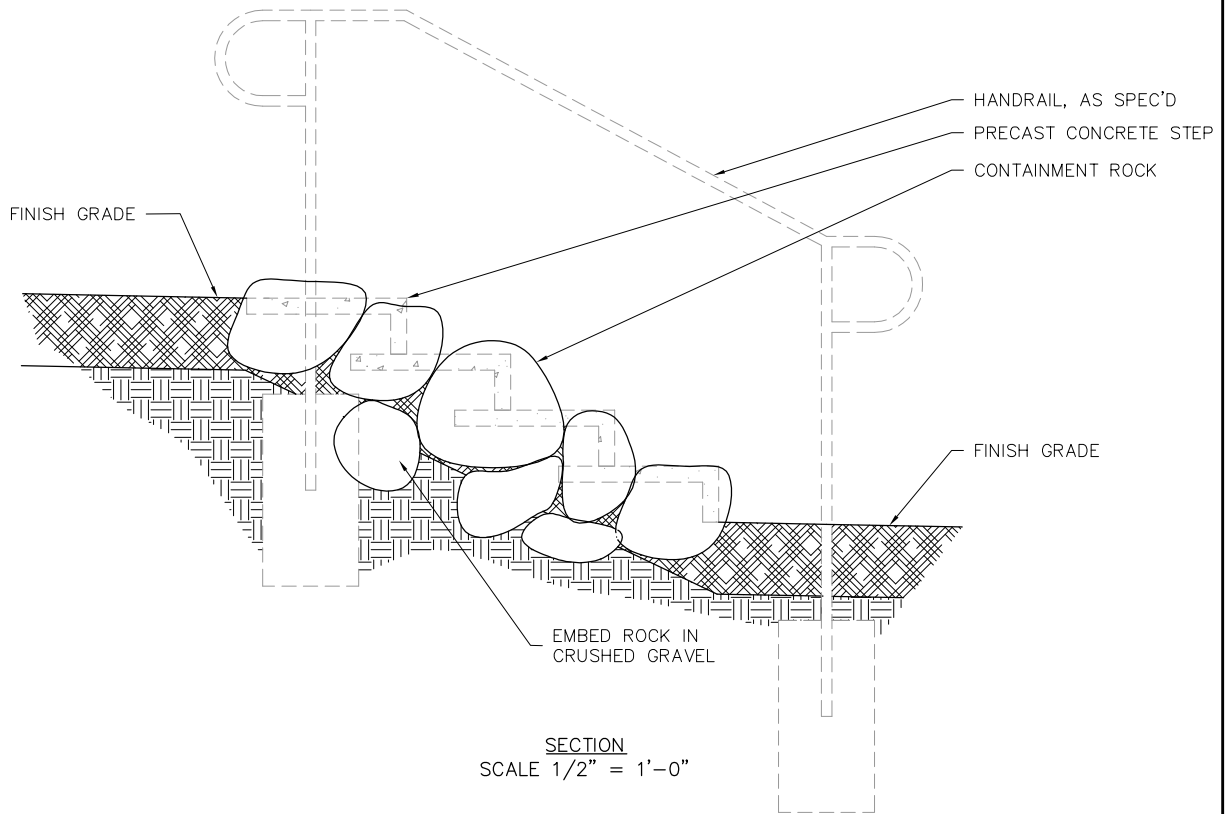 HANDRAIL, AS SPEC'D
PRECAST CONCRETE STEP
CONTAINMENT ROCK
FINISH GRADE
FINISH GRADE
EMBED ROCK IN
CRUSHED GRAVEL
SECTION
SCALE 1/2" = 1'-0"